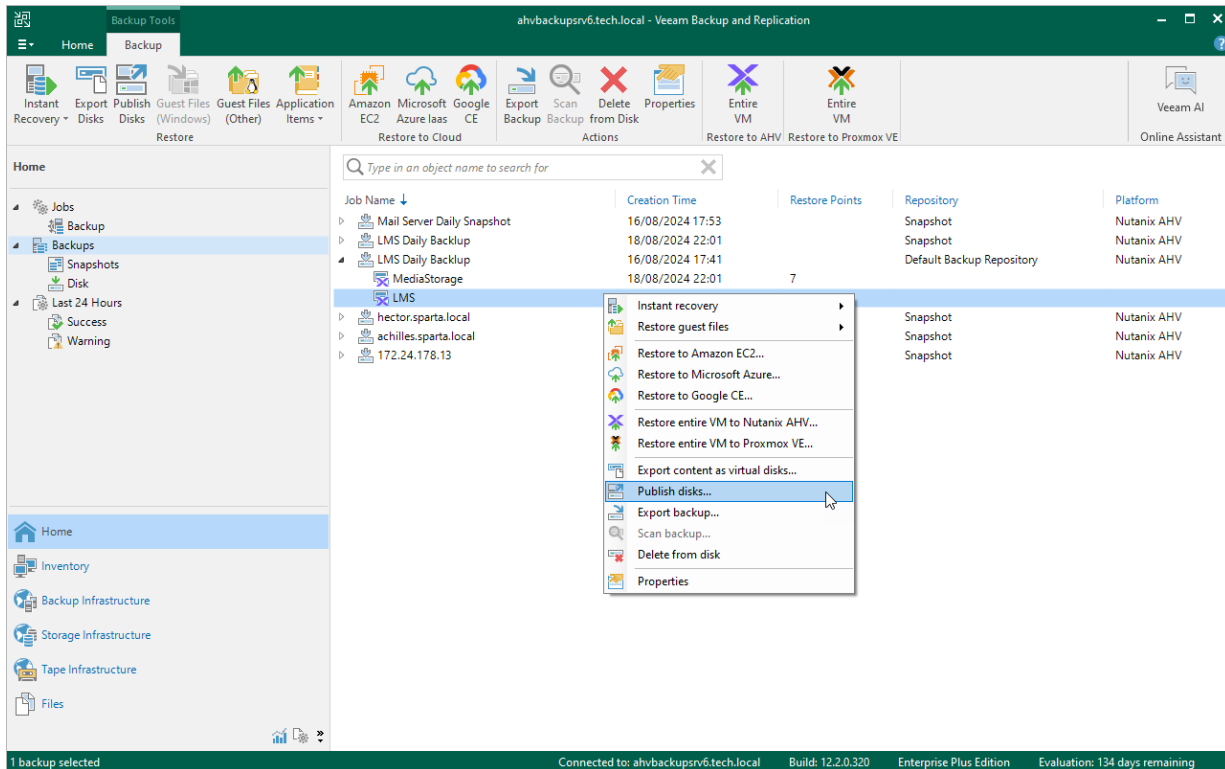 Backup Tools
ahvbackupsrv6.tech.local - Veeam Backup and Replication
Home Backup
Instant Recovery
Export Disks
Publish Disks
Guest Files (Windows)
Guest Files (Other)
Application Items
Restore
Amazon EC2
Microsoft Azure Iaas
Google CE
Restore to Cloud
Export Backup
Scan Backup
Delete from Disk
Properties
Actions
Entire VM
Restore to AHV
Entire VM
Restore to Proxmox VE
Veeam AI
Online Assistant
Home
Jobs
Backup
Backups
Snapshots
Disk
Last 24 Hours
Success
Warning
Home
Inventory
Backup Infrastructure
Storage Infrastructure
Tape Infrastructure
Files
Type in an object name to search for
Job Name Creation Time Restore Points Repository Platform
Mail Server Daily Snapshot 16/08/2024 17:53 Snapshot Nutanix AHV
LMS Daily Backlup 18/08/2024 22:01 Snapshot Nutanix AHV
LMS Daily Backlup 16/08/2024 17:41 Default Backup Repository Nutanix AHV
MediaStorage 18/08/2024 22:01 7
LMS
hector.sparta.local Snapshot Nutanix AHV
achilles.sparta.local Snapshot Nutanix AHV
172.24.178.13 Snapshot Nutanix AHV
Instant recovery
Restore guest files
Restore to Amazon EC2...
Restore to Microsoft Azure...
Restore to Google CE...
Restore entire VM to Nutanix AHV...
Restore entire VM to Proxmox VE...
Export content as virtual disks...
Publish disks...
Export backup...
Scan backup...
Delete from disk
Properties
1 backup selected
Connected to: ahvbackupsrv6.tech.local Build: 12.2.0.320 Enterprise Plus Edition Evaluation: 134 days remaining